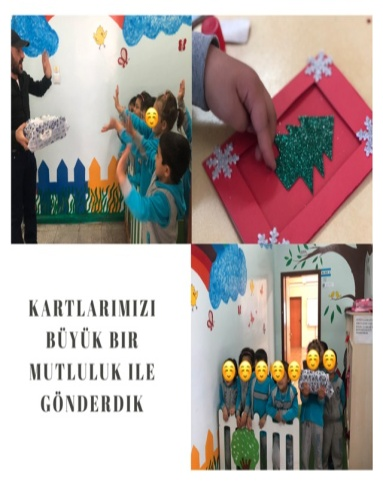 KARTLARIMIZI
BÜYÜK BIR
MUTLULUK ILE
GÖNDERDIK